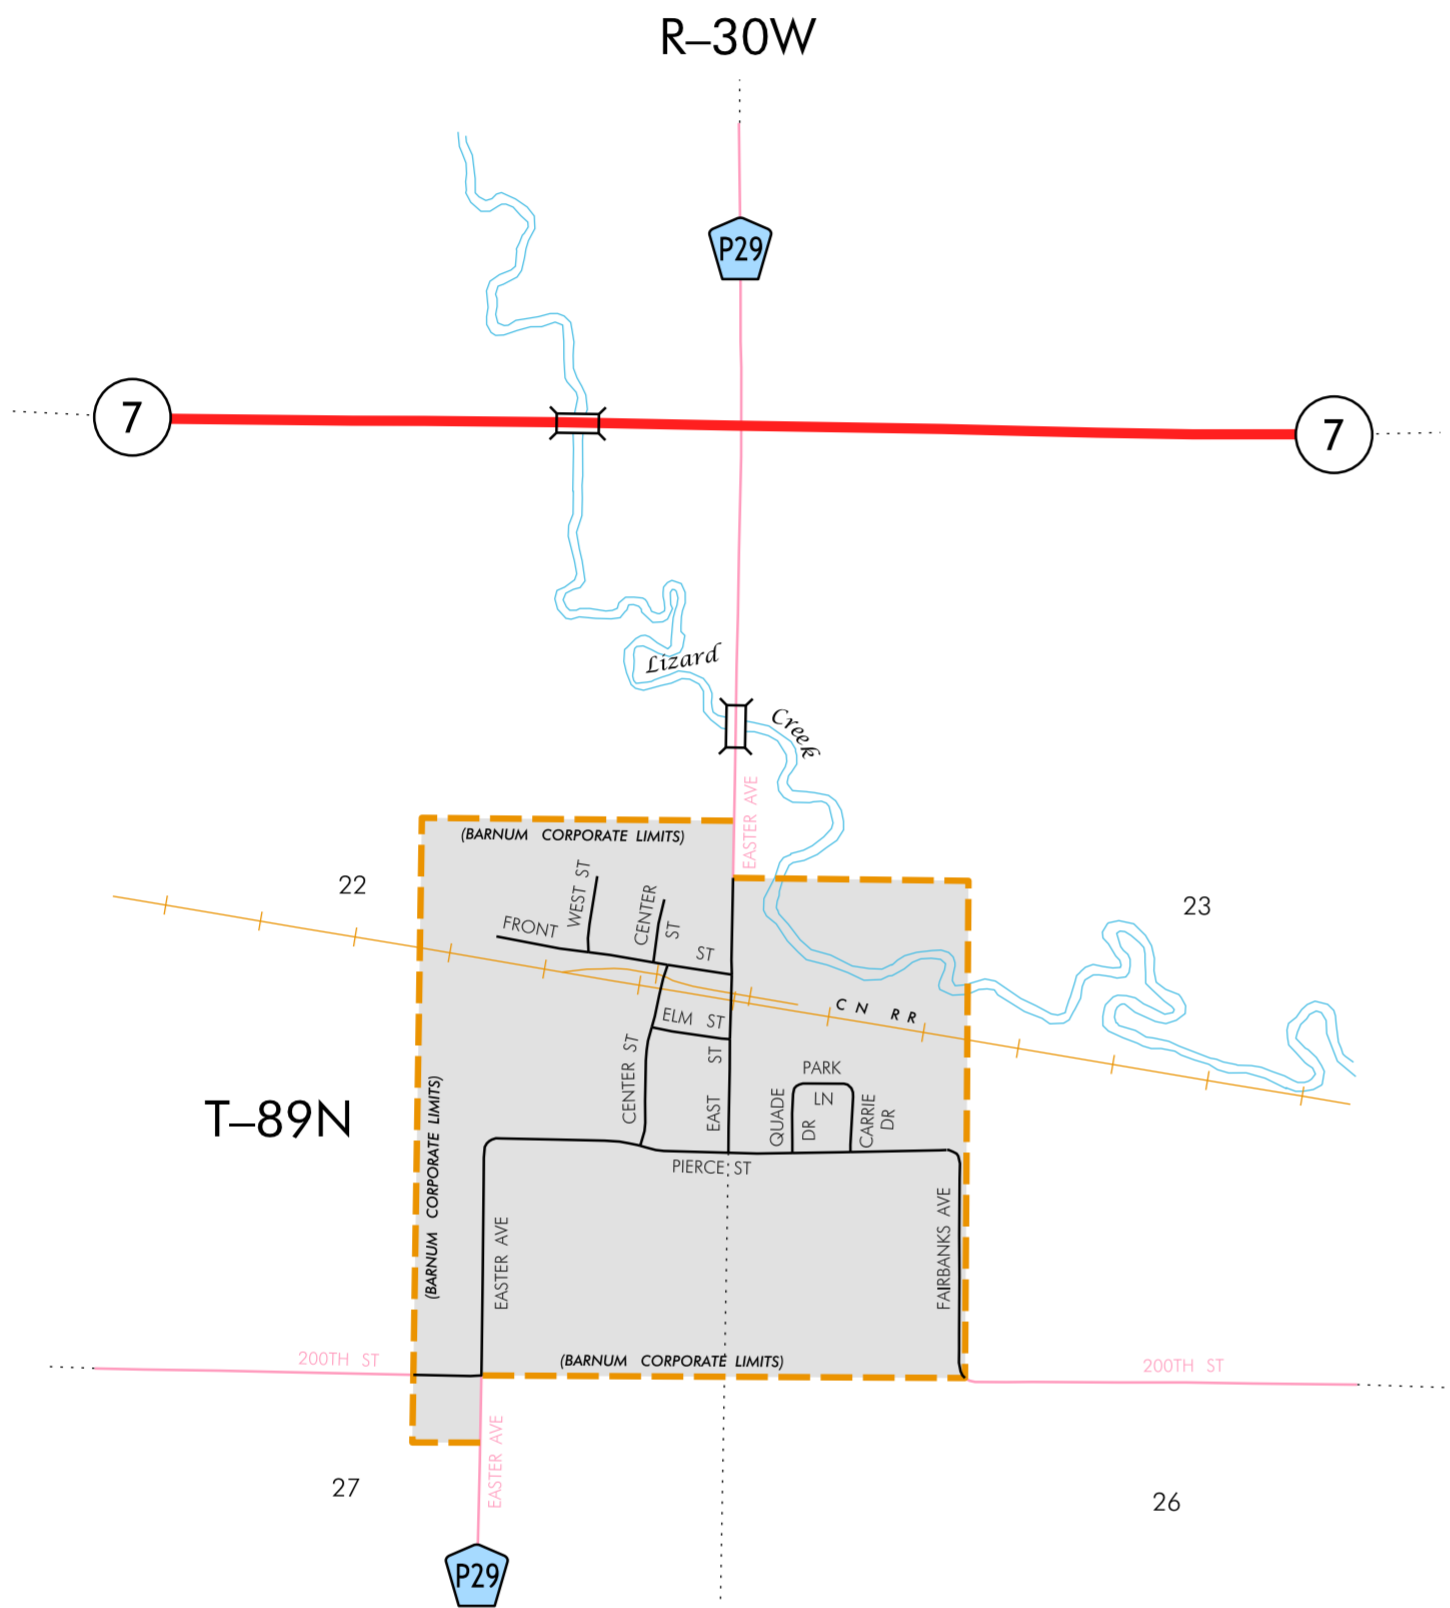 R–30W
P29
7
7
Lizard
Creek
EASTER AVE
(BARNUM CORPORATE LIMITS)
22
23
WEST ST
CENTER
ST
FRONT
ST
CN RR
ELM ST
CENTER ST
EAST
ST
PARK
LN
QUADE
DR
CARRIE
DR
T–89N
(BARNUM CORPORATE LIMITS)
PIERCE ST
EASTER AVE
FAIRBANKS AVE
200TH ST
(BARNUM CORPORATE LIMITS)
200TH ST
EASTER AVE
27
26
P29